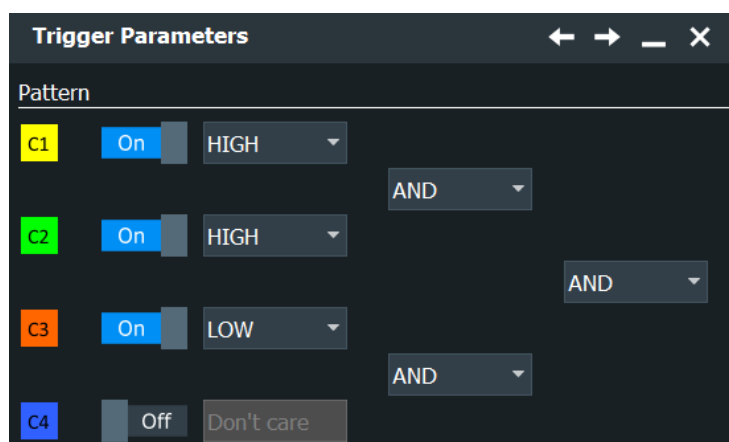 Trigger Parameters
Pattern
C1 On HIGH
AND
C2 On HIGH
AND
C3 On LOW
AND
C4 Off Don't care